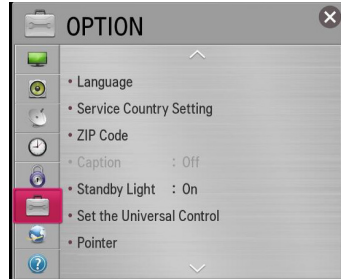 OPTION
• Language
• Service Country Setting
• ZIP Code
• Caption : Off
• Standby Light : On
• Set the Universal Control
• Pointer
?